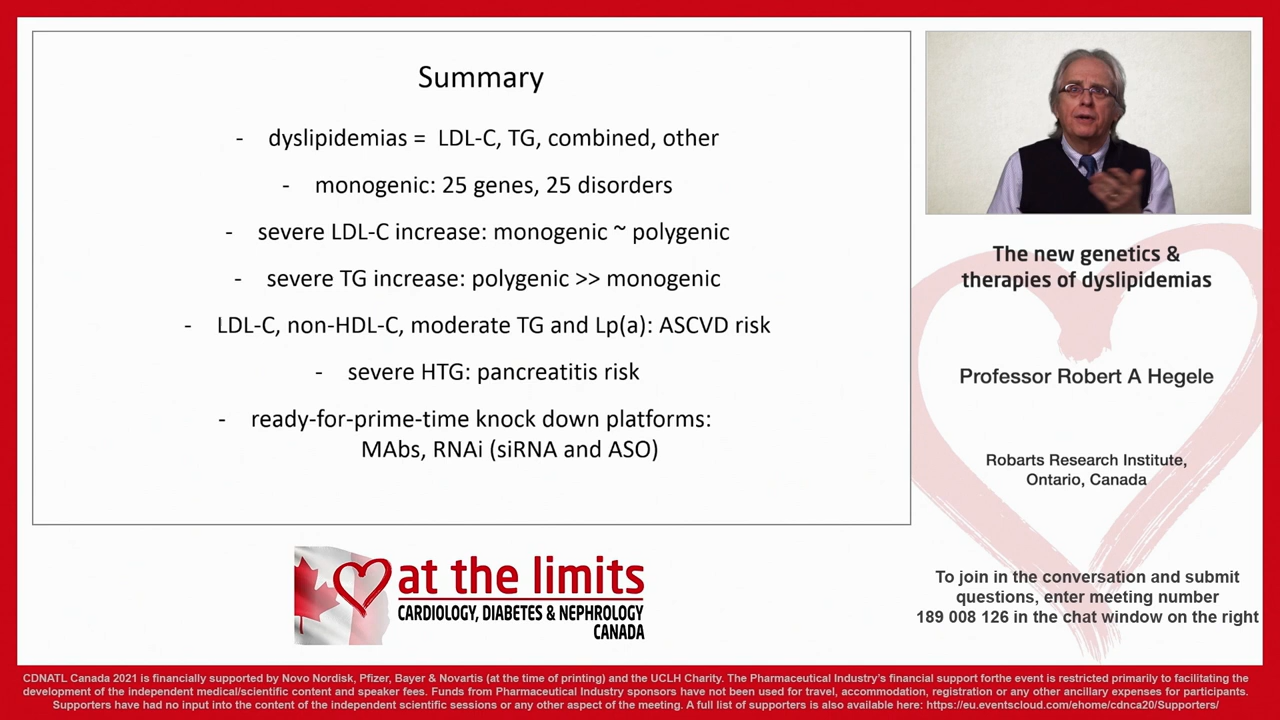 Summary
- dyslipidemias = LDL-C, TG, combined, other
- monogenic: 25 genes, 25 disorders
- severe LDL-C increase: monogenic ~ polygenic
- severe TG increase: polygenic >> monogenic
- LDL-C, non-HDL-C, moderate TG and Lp(a): ASCVD risk
- severe HTG: pancreatitis risk
- ready-for-prime-time knock down platforms:
MAbs, RNAi (siRNA and ASO)
The new genetics &
therapies of dyslipidemias
Professor Robert A Hegele
Robarts Research Institute,
Ontario, Canada
To join in the conversation and submit
questions, enter meeting number
189 008 126 in the chat window on the right
at the limits
CARDIOLOGY, DIABETES & NEPHROLOGY
CANADA
CDNATL Canada 2021 is financially supported by Novo Nordisk, Pfizer, Bayer & Novartis (at the time of printing) and the UCLH Charity. The Pharmaceutical Industry's financial support forthe event is restricted primarily to facilitating the
development of the independent medical/scientific content and speaker fees. Funds from Pharmaceutical Industry sponsors have not been used for travel, accommodation, registration or any other ancillary expenses for participants.
Supporters have had no input into the content of the independent scientific sessions or any other aspect of the meeting. A full list of supporters is also available here: https://eu.eventscloud.com/ehome/cdnca20/Supporters/